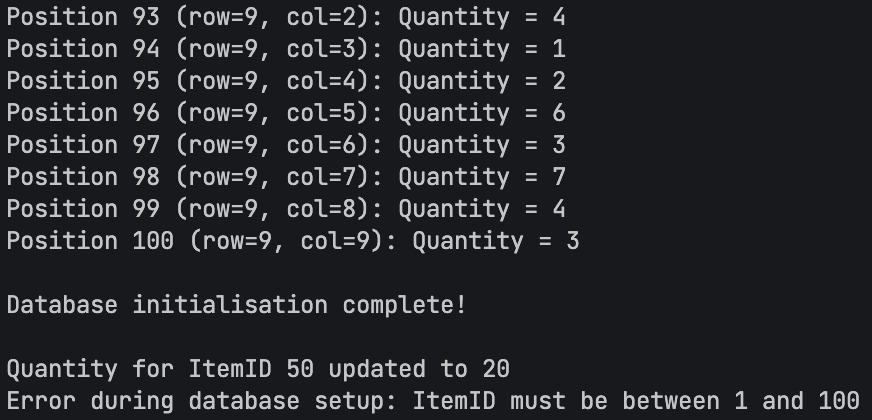 Position 93 (row=9, col=2): Quantity = 4
Position 94 (row=9, col=3): Quantity = 1
Position 95 (row=9, col=4): Quantity = 2
Position 96 (row=9, col=5): Quantity = 6
Position 97 (row=9, col=6): Quantity = 3
Position 98 (row=9, col=7): Quantity = 7
Position 99 (row=9, col=8): Quantity = 4
Position 100 (row=9, col=9): Quantity = 3
Database initialisation complete!
Quantity for ItemID 50 updated to 20
Error during database setup: ItemID must be between 1 and 100